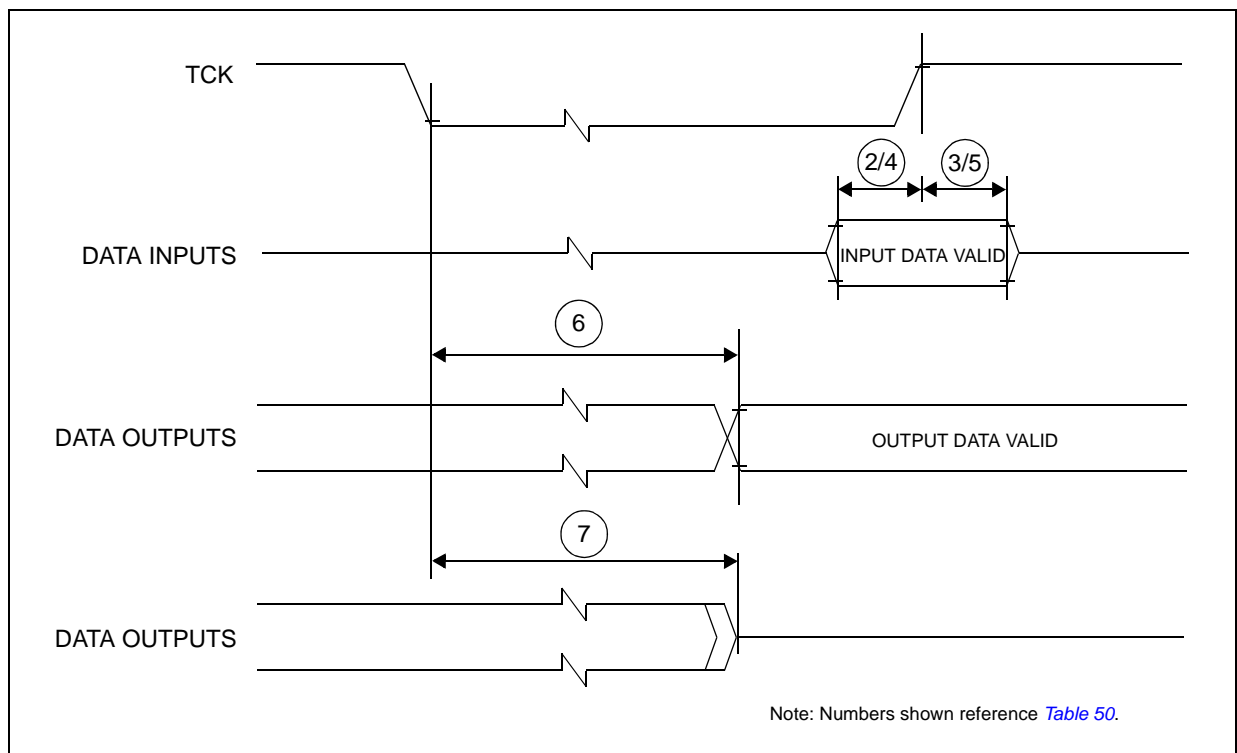 TCK
2/4
3/5
DATA INPUTS
INPUT DATA VALID
6
DATA OUTPUTS
OUTPUT DATA VALID
7
DATA OUTPUTS
Note: Numbers shown reference Table 50.